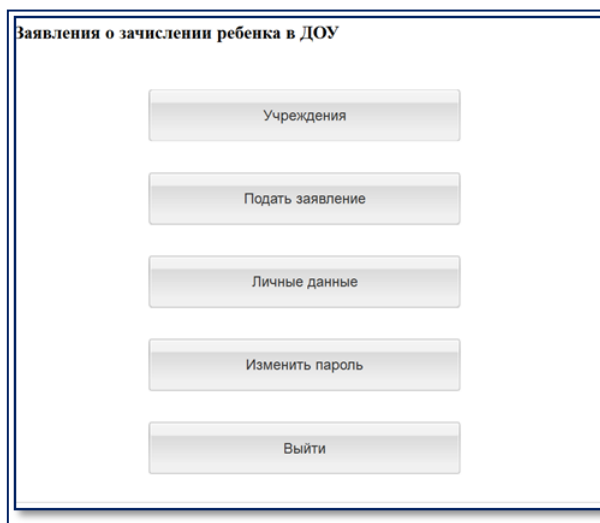 Заявления о зачислении ребенка в ДОУ
Учреждения
Подать заявление
Личные данные
Изменить пароль
Выйти